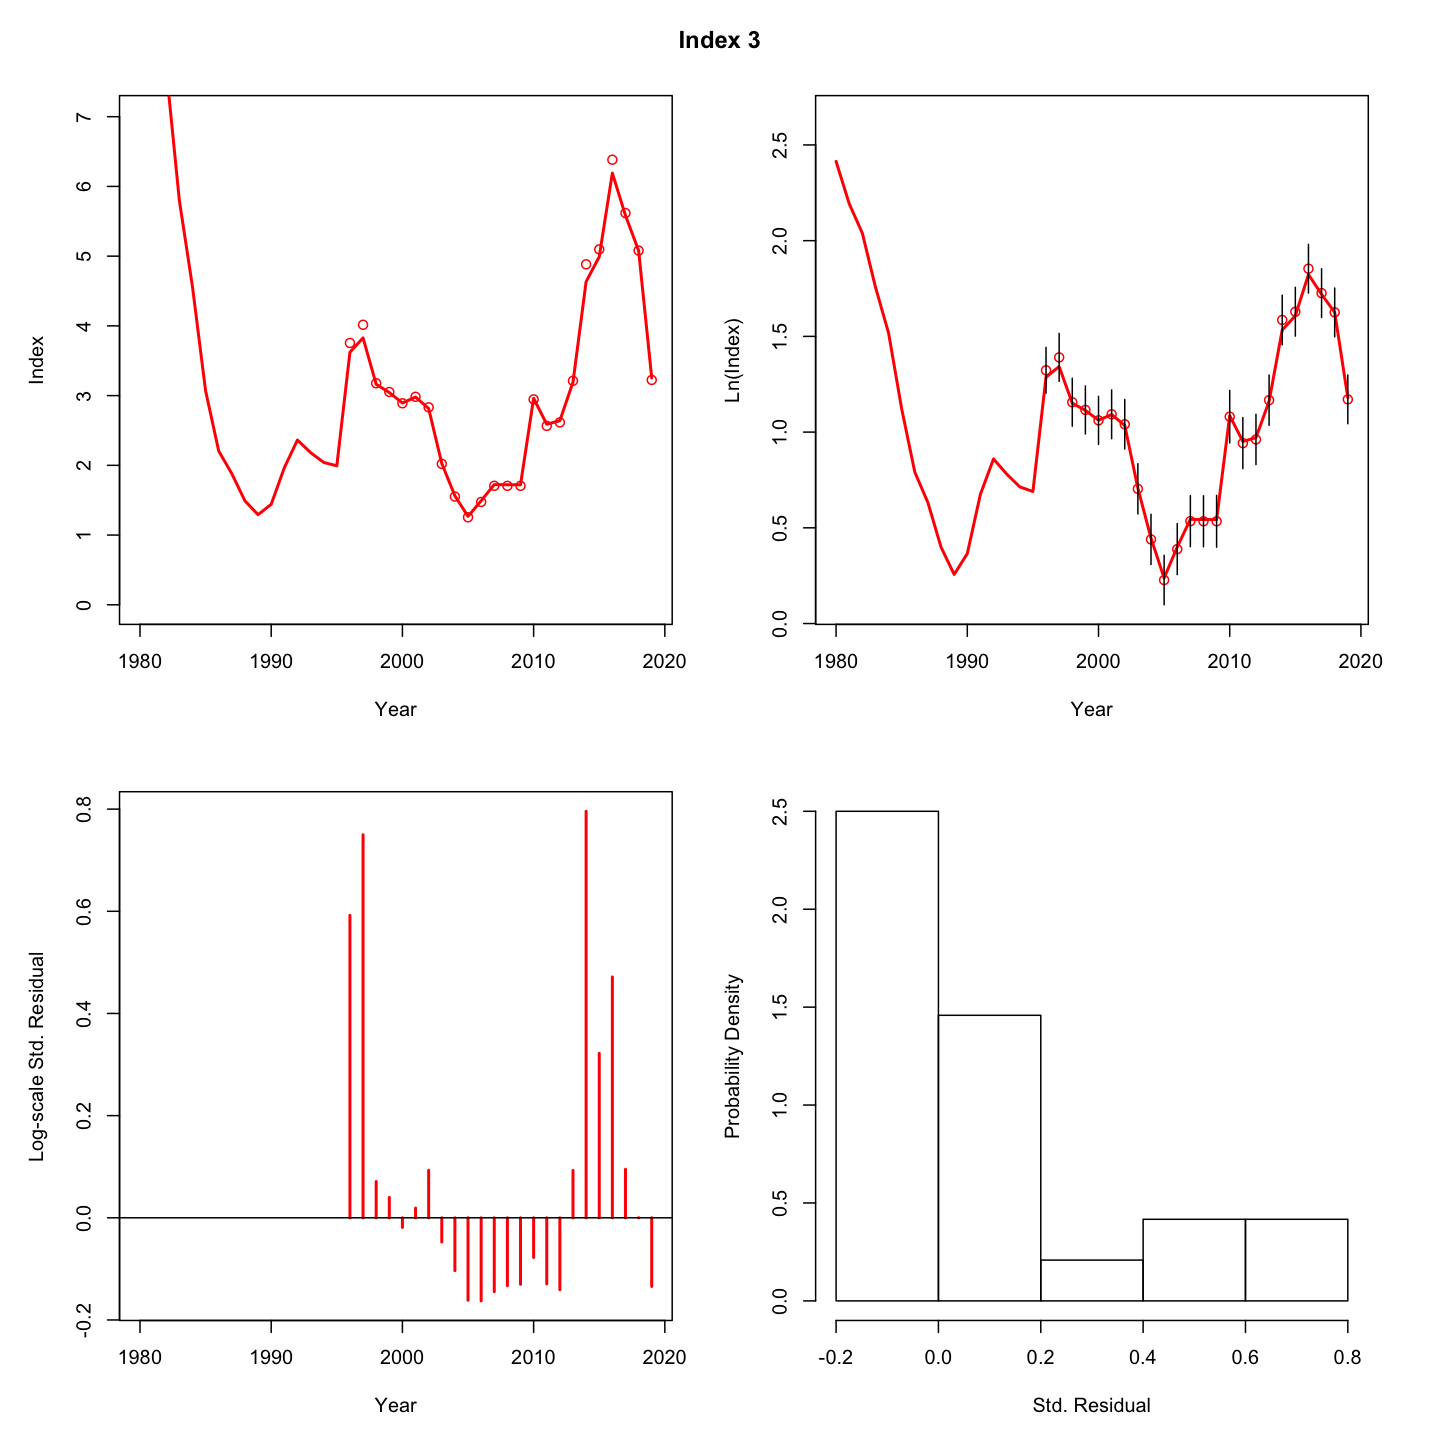 Index 3
Index
7
6
5
4
3
2
1
0
1980 1990 2000 2010 2020
Year
Ln(Index)
2.5
2.0
1.5
1.0
0.5
0.0
1980 1990 2000 2010 2020
Year
Log-scale Std. Residual
0.8
0.6
0.4
0.2
0.0
-0.2
1980 1990 2000 2010 2020
Year
Probability Density
2.5
2.0
1.5
1.0
0.5
0.0
-0.2 0.0 0.2 0.4 0.6 0.8
Std. Residual